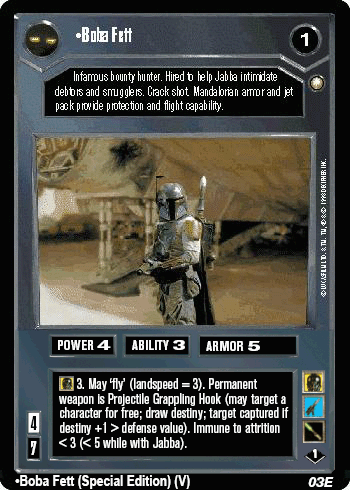 •Boba Fett
1
Infamous bounty hunter. Hired to help Jabba intimidate
debtors and smugglers. Crack shot. Mandalorian armor and jet
pack provide protection and flight capability.
POWER 4
ABILITY 3
ARMOR 5
3. May 'fly' (landspeed = 3). Permanent
weapon is Projectile Grappling Hook (may target a
character for free; draw destiny; target captured if
destiny +1 > defense value). Immune to attrition
< 3 (< 5 while with Jabba).
4
7
1
•Boba Fett (Special Edition) (V)
03E